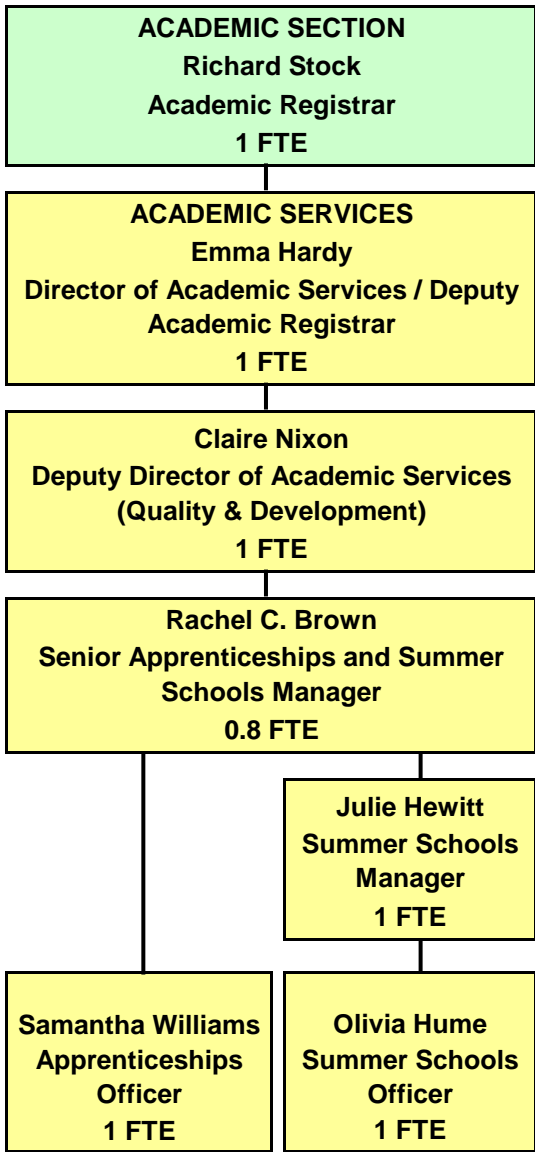 ACADEMIC SECTION
Richard Stock
Academic Registrar
1 FTE
ACADEMIC SERVICES
Emma Hardy
Director of Academic Services / Deputy
Academic Registrar
1 FTE
Claire Nixon
Deputy Director of Academic Services
(Quality & Development)
1 FTE
Rachel C. Brown
Senior Apprenticeships and Summer
Schools Manager
0.8 FTE
Julie Hewitt
Summer Schools
Manager
1 FTE
Samantha Williams
Apprenticeships
Officer
1 FTE
Olivia Hume
Summer Schools
Officer
1 FTE